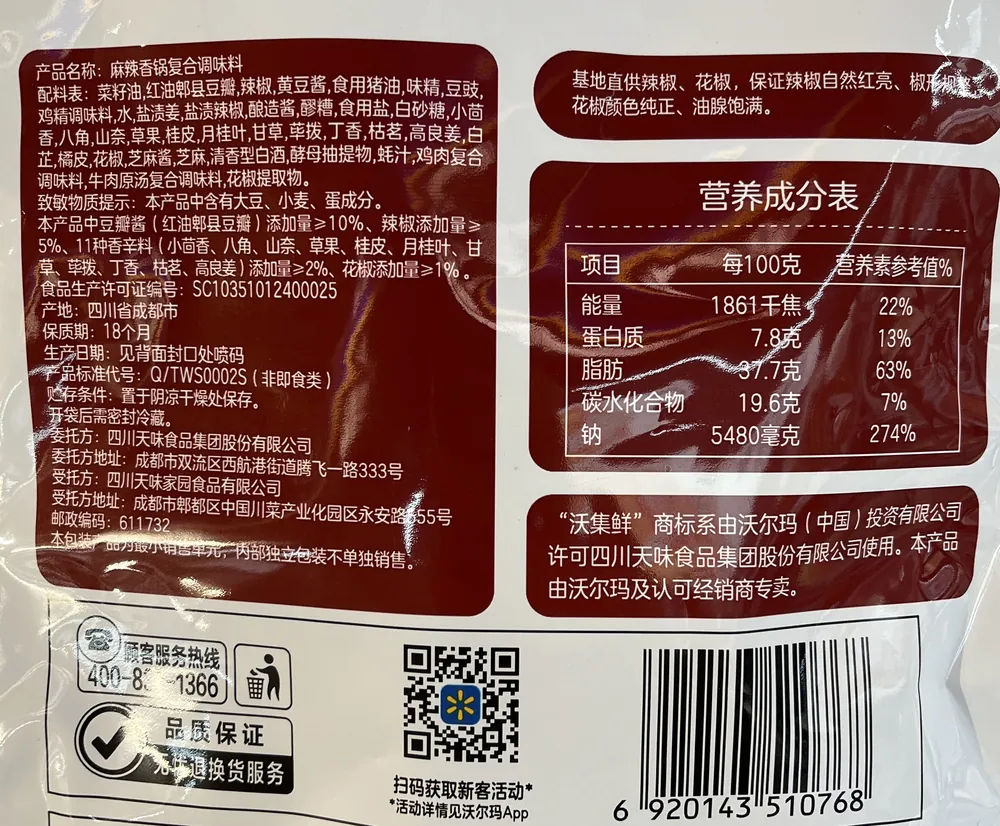 产品名称：麻辣香锅复合调味料
配料表：菜籽油,红油郫县豆瓣,辣椒,黄豆酱,食用猪油,味精,豆豉,
鸡精调味料,水,盐渍姜,盐渍辣椒,酿造酱,醪糟,食用盐,白砂糖,小茴
香,八角,山奈,草果,桂皮,月桂叶,甘草,荜拨,丁香,枯茗,高良姜,白
芷,橘皮,花椒,芝麻酱,芝麻,清香型白酒,酵母抽提物,蚝汁,鸡肉复合
调味料,牛肉原汤复合调味料,花椒提取物。
致敏物质提示：本产品中含有大豆、小麦、蛋成分。
本产品中豆瓣酱（红油郫县豆瓣）添加量≥10%、辣椒添加量≥
5%、11种香辛料（小茴香、八角、山奈、草果、桂皮、月桂叶、甘
草、荜拨、丁香、枯茗、高良姜）添加量≥2%、花椒添加量≥1%。
食品生产许可证编号：SC10351012400025
产地：四川省成都市
保质期：18个月
生产日期：见背面封口处喷码
产品标准代号：Q/TWS0002S（非即食类）
贮存条件：置于阴凉干燥处保存。
开袋后需密封冷藏。
委托方：四川天味食品集团股份有限公司
委托方地址：成都市双流区西航港街道腾飞一路333号
受托方：四川天味家园食品有限公司
受托方地址：成都市郫都区中国川菜产业化园区永安路555号
邮政编码：611732
本包装产品为最小销售单元，内部独立包装不单独销售。
基地直供辣椒、花椒，保证辣椒自然红亮、椒形
花椒颜色纯正、油腺饱满。
营养成分表
项目 每100克 营养素参考值%
能量 1861千焦 22%
蛋白质 7.8克 13%
脂肪 37.7克 63%
碳水化合物 19.6克 7%
钠 5480毫克 274%
“沃集鲜”商标系由沃尔玛（中国）投资有限公司
许可四川天味食品集团股份有限公司使用。本产品
由沃尔玛及认可经销商专卖。
顾客服务热线
400-8 -1366
品质保证
退换货服务
扫码获取新客活动*
*活动详情见沃尔玛App
6 920143 510768